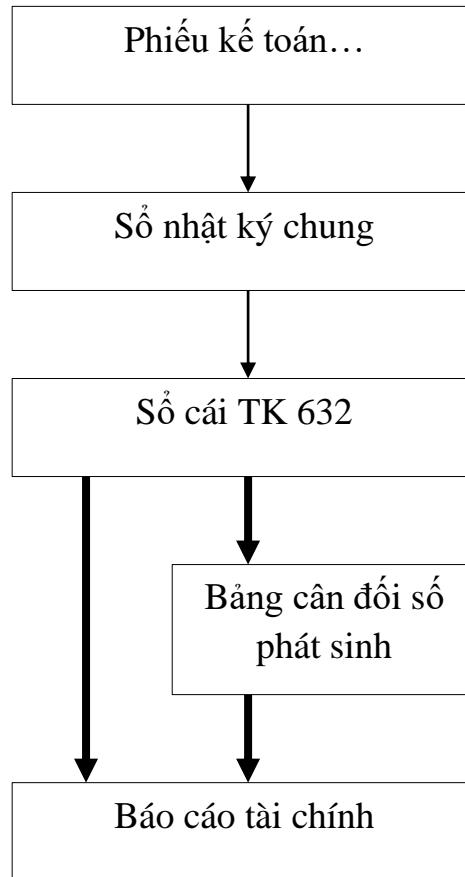 Phiếu kế toán…
Sổ nhật ký chung
Sổ cái TK 632
Bảng cân đối số
phát sinh
Báo cáo tài chính